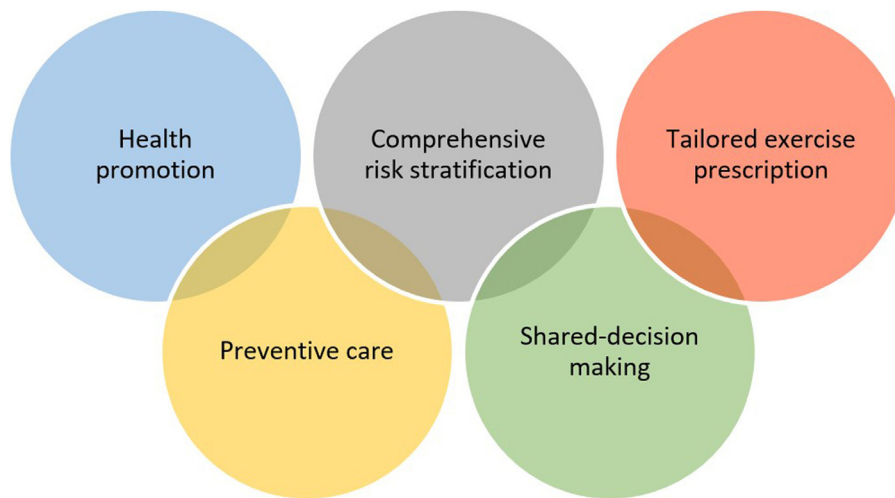 Health
promotion
Comprehensive
risk stratification
Tailored exercise
prescription
Preventive care
Shared-decision
making